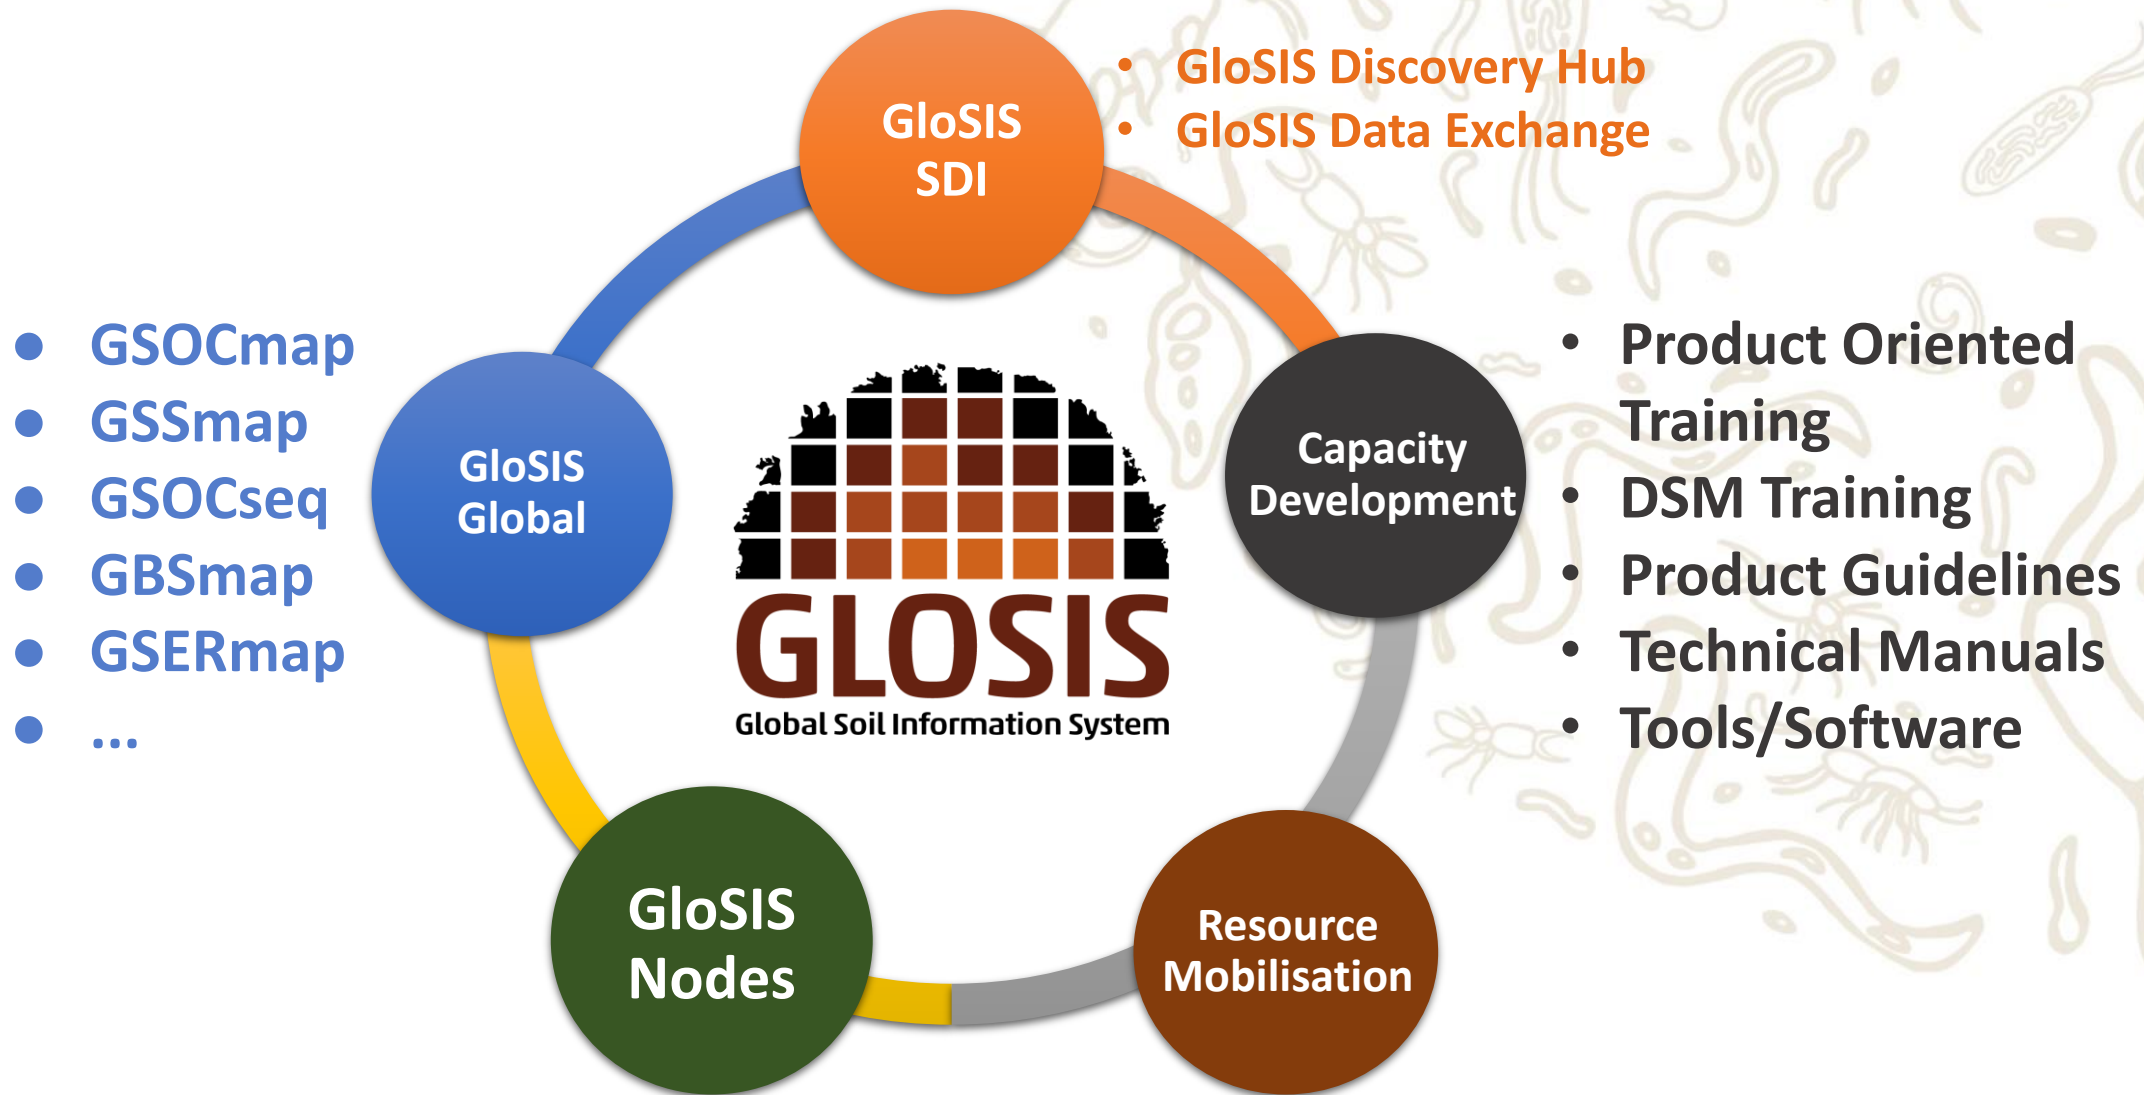 GloSIS
SDI
• GloSIS Discovery Hub
• GloSIS Data Exchange
● GSOCmap
● GSSmap
● GSOCseq
● GBSmap
● GSERmap
● ...
GloSIS
Global
GLOSIS
Global Soil Information System
Capacity
Development
• Product Oriented
Training
• DSM Training
• Product Guidelines
• Technical Manuals
• Tools/Software
GloSIS
Nodes
Resource
Mobilisation